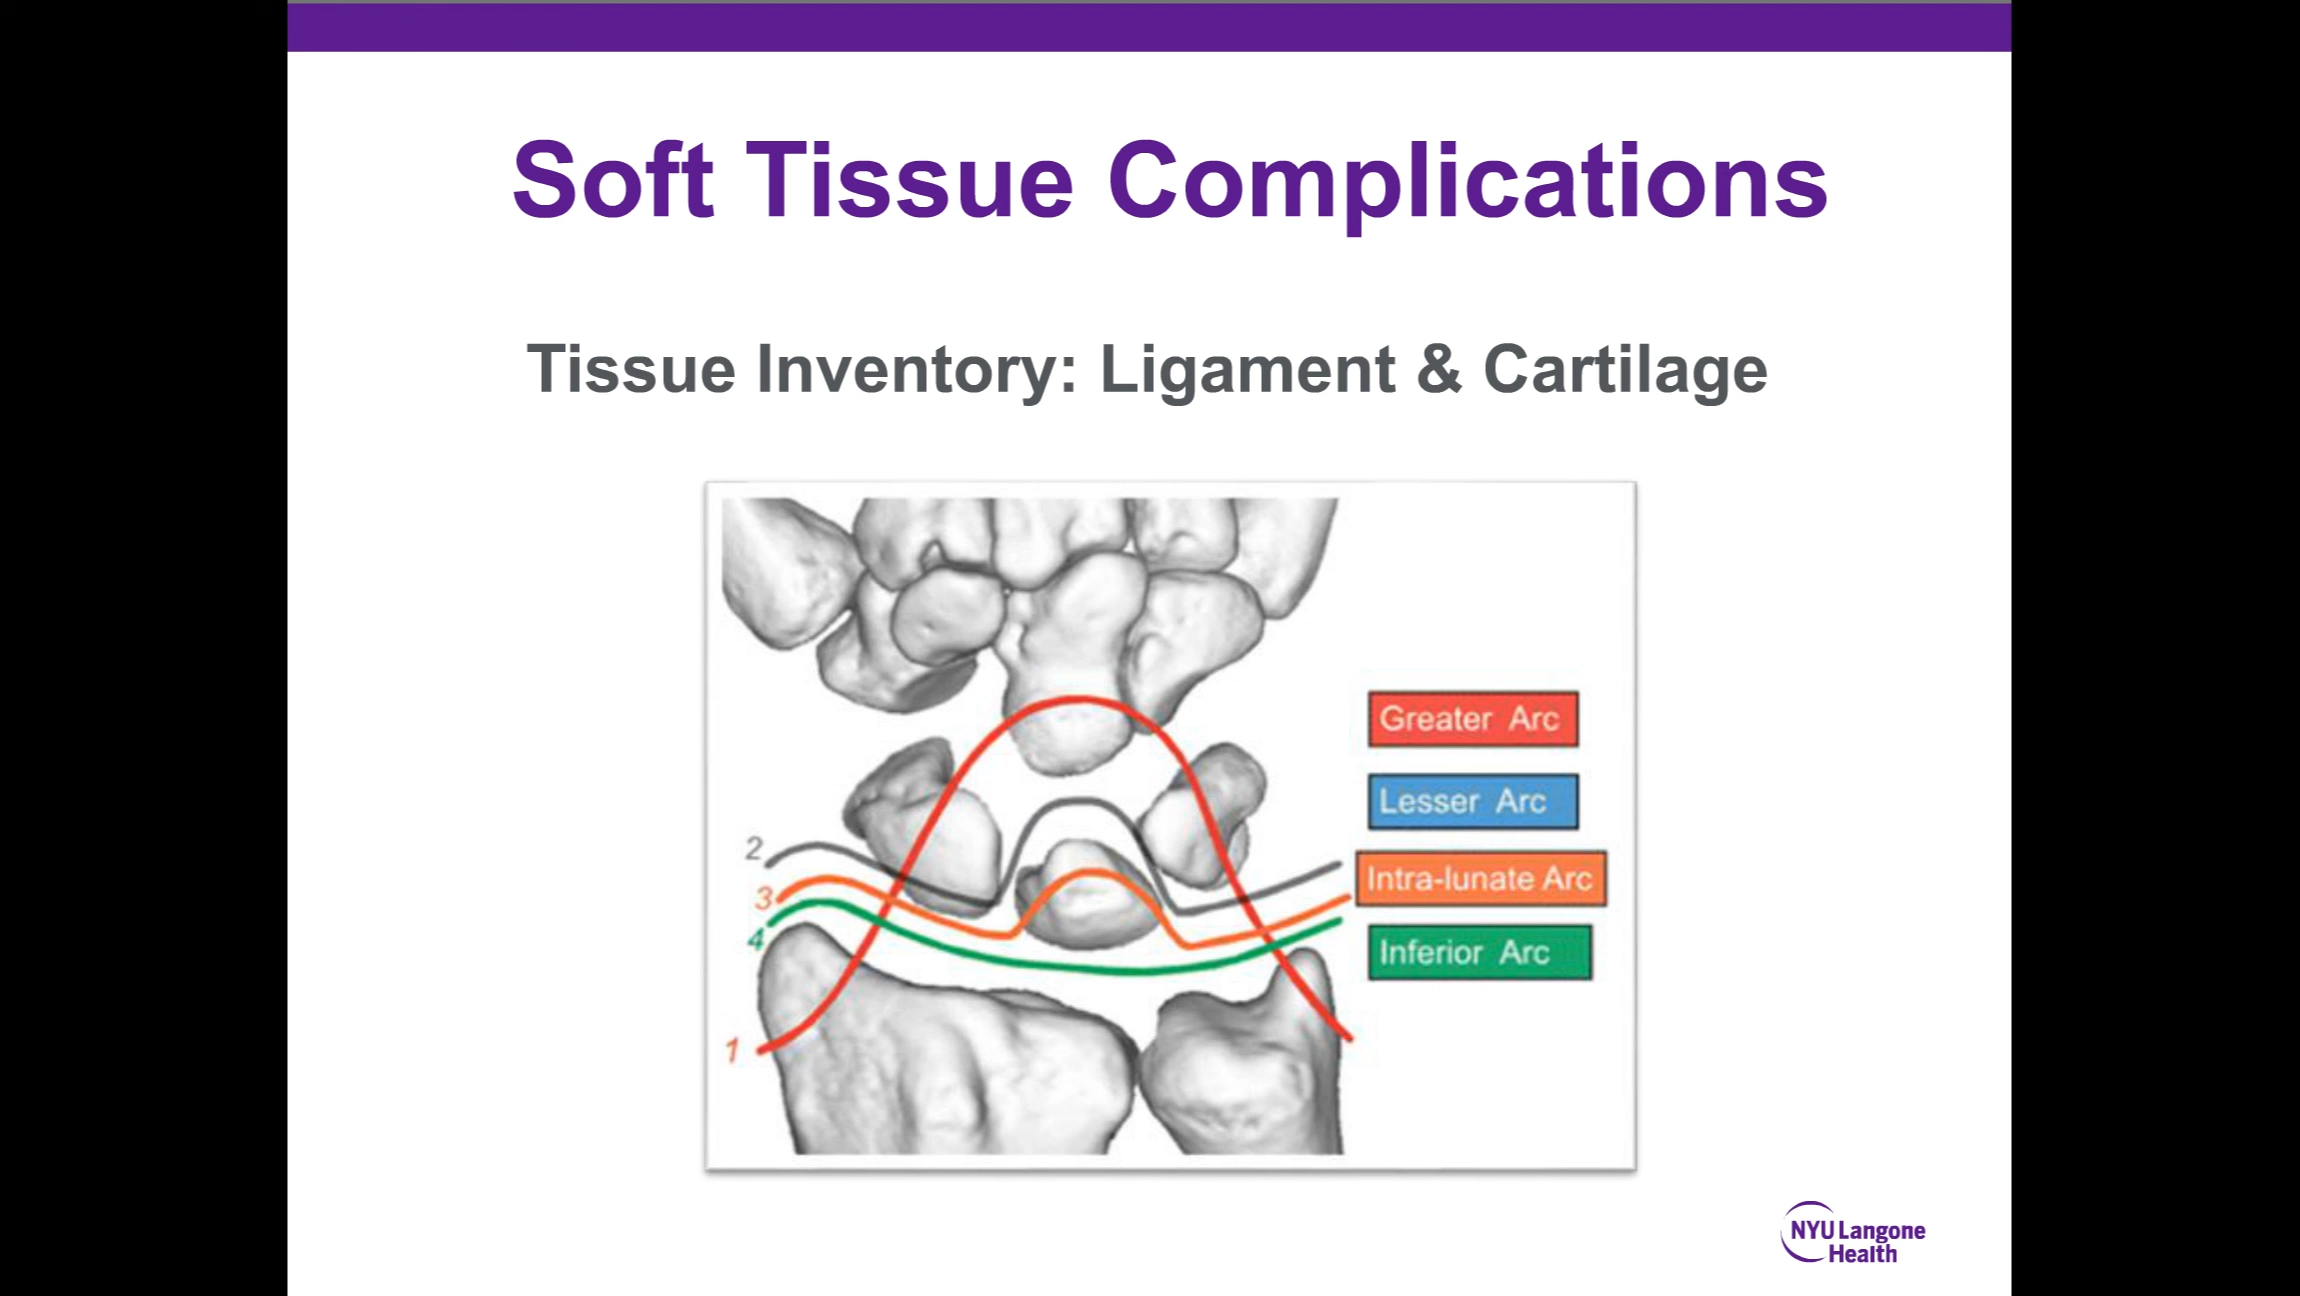 Soft Tissue Complications
Tissue Inventory: Ligament & Cartilage
Greater Arc
Lesser Arc
2
Intra-lunate Arc
3
4
Inferior Arc
1
NYU Langone
Health